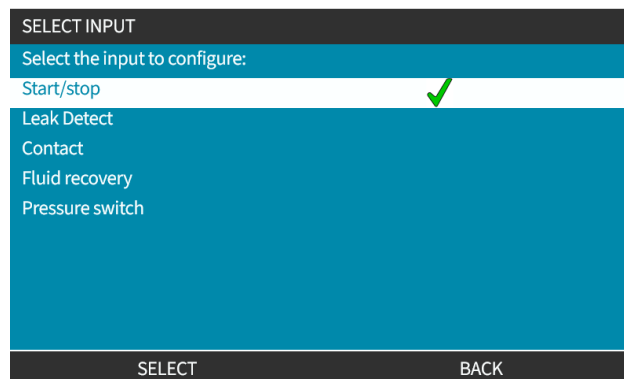 SELECT INPUT
Select the input to configure:
Start/stop
Leak Detect
Contact
Fluid recovery
Pressure switch
SELECT BACK